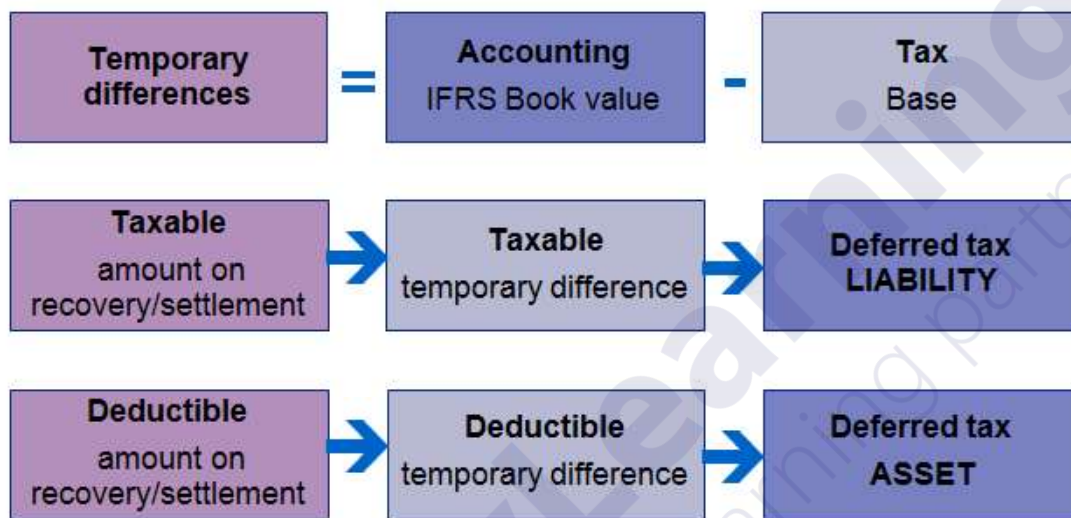 Temporary
differences
=
Accounting
IFRS Book value
-
Tax
Base
Taxable
amount on
recovery/settlement
Taxable
temporary difference
Deferred tax
LIABILITY
Deductible
amount on
recovery/settlement
Deductible
temporary difference
Deferred tax
ASSET
Learning